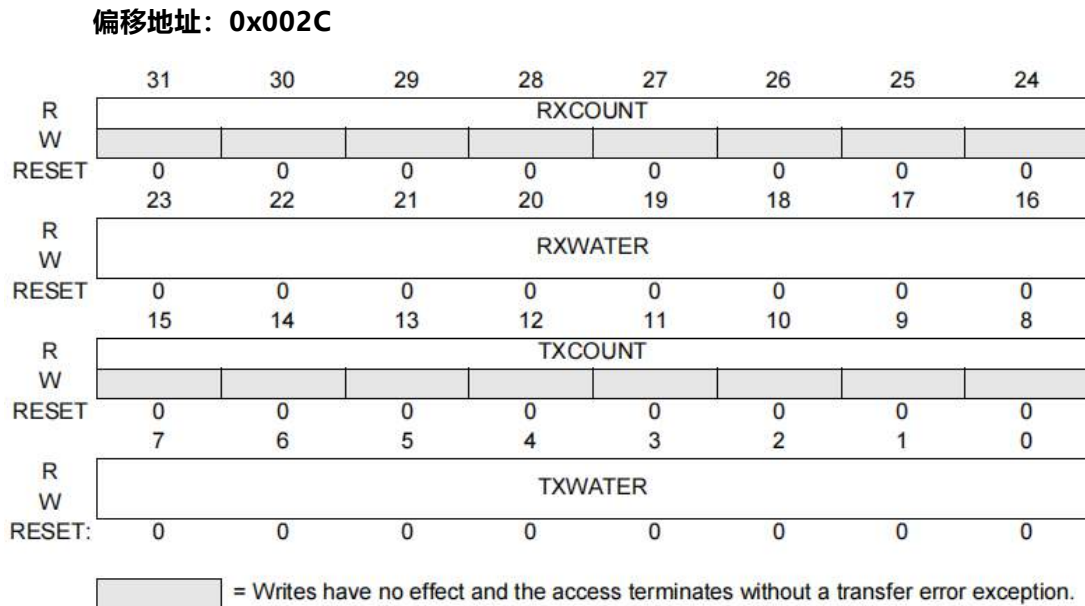 偏移地址：0x002C
31 30 29 28 27 26 25 24
R RXCOUNT
W
RESET 0 0 0 0 0 0 0 0
23 22 21 20 19 18 17 16
R RXWATER
W
RESET 0 0 0 0 0 0 0 0
15 14 13 12 11 10 9 8
R TXCOUNT
W
RESET 0 0 0 0 0 0 0 0
7 6 5 4 3 2 1 0
R TXWATER
W
RESET: 0 0 0 0 0 0 0 0
= Writes have no effect and the access terminates without a transfer error exception.